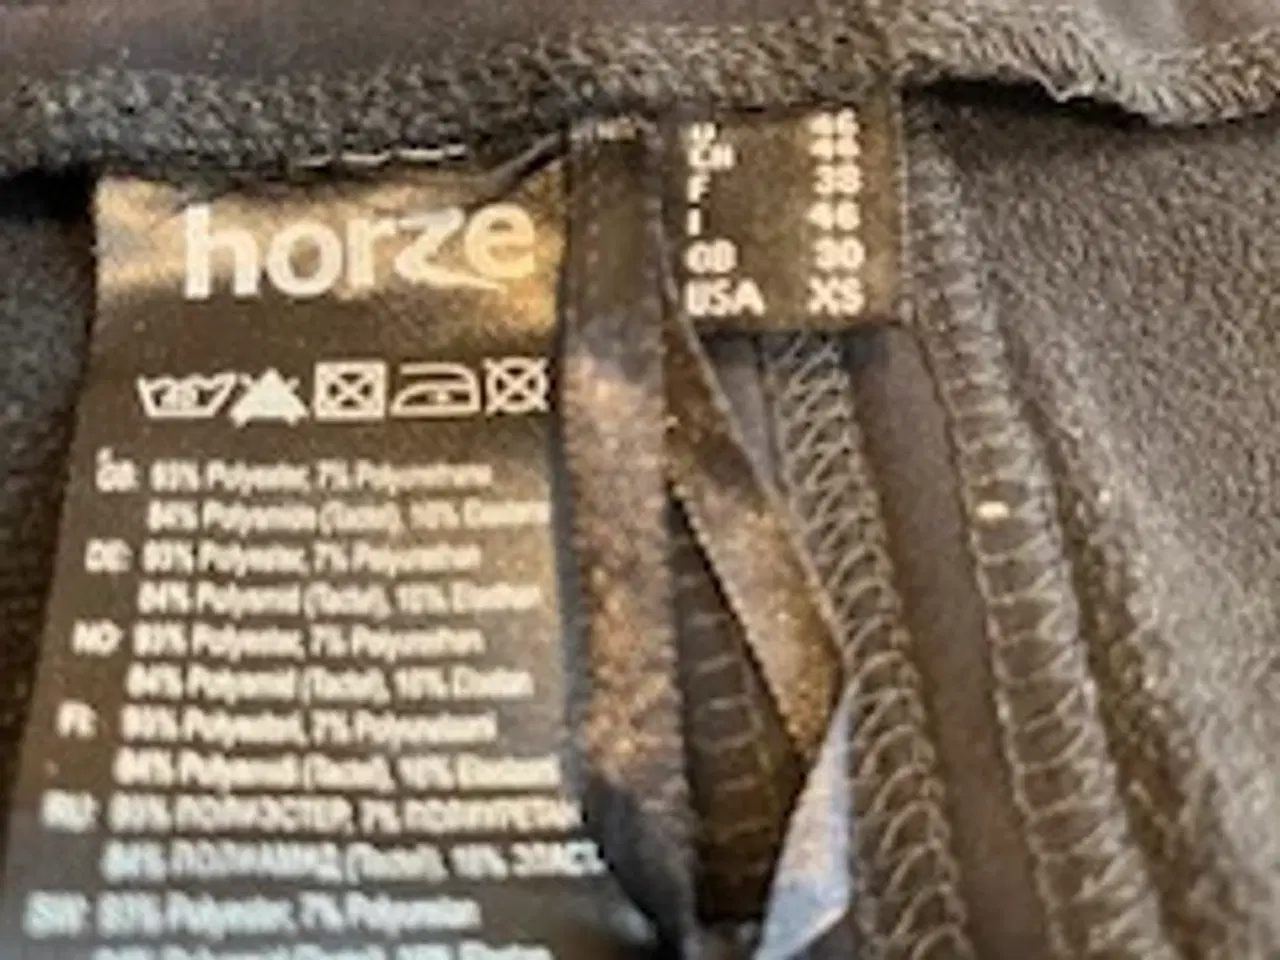 horze
GB: 93% Polyester, 7% Polyurethane
84% Polyamide (Tactel), 16% Elastan
DE: 93% Polyester, 7% Polyurethan
84% Polyamid (Tactel), 16% Elastan
NO: 93% Polyester, 7% Polyurethan
84% Polyamid (Tactel), 16% Elastan
FI: 93% Polyesteri, 7% Polyuretaani
84% Polyamidi (Tactel), 16% Elastaani
RU: 93% ПОЛИЭСТЕР, 7% ПОЛИУРЕТАН
84% ПОЛИАМИД (Tactel), 16% ЭЛАСТ
SW: 93% Polyester, 7% Polyuretan
F 38
I 46
GB 30
USA XS